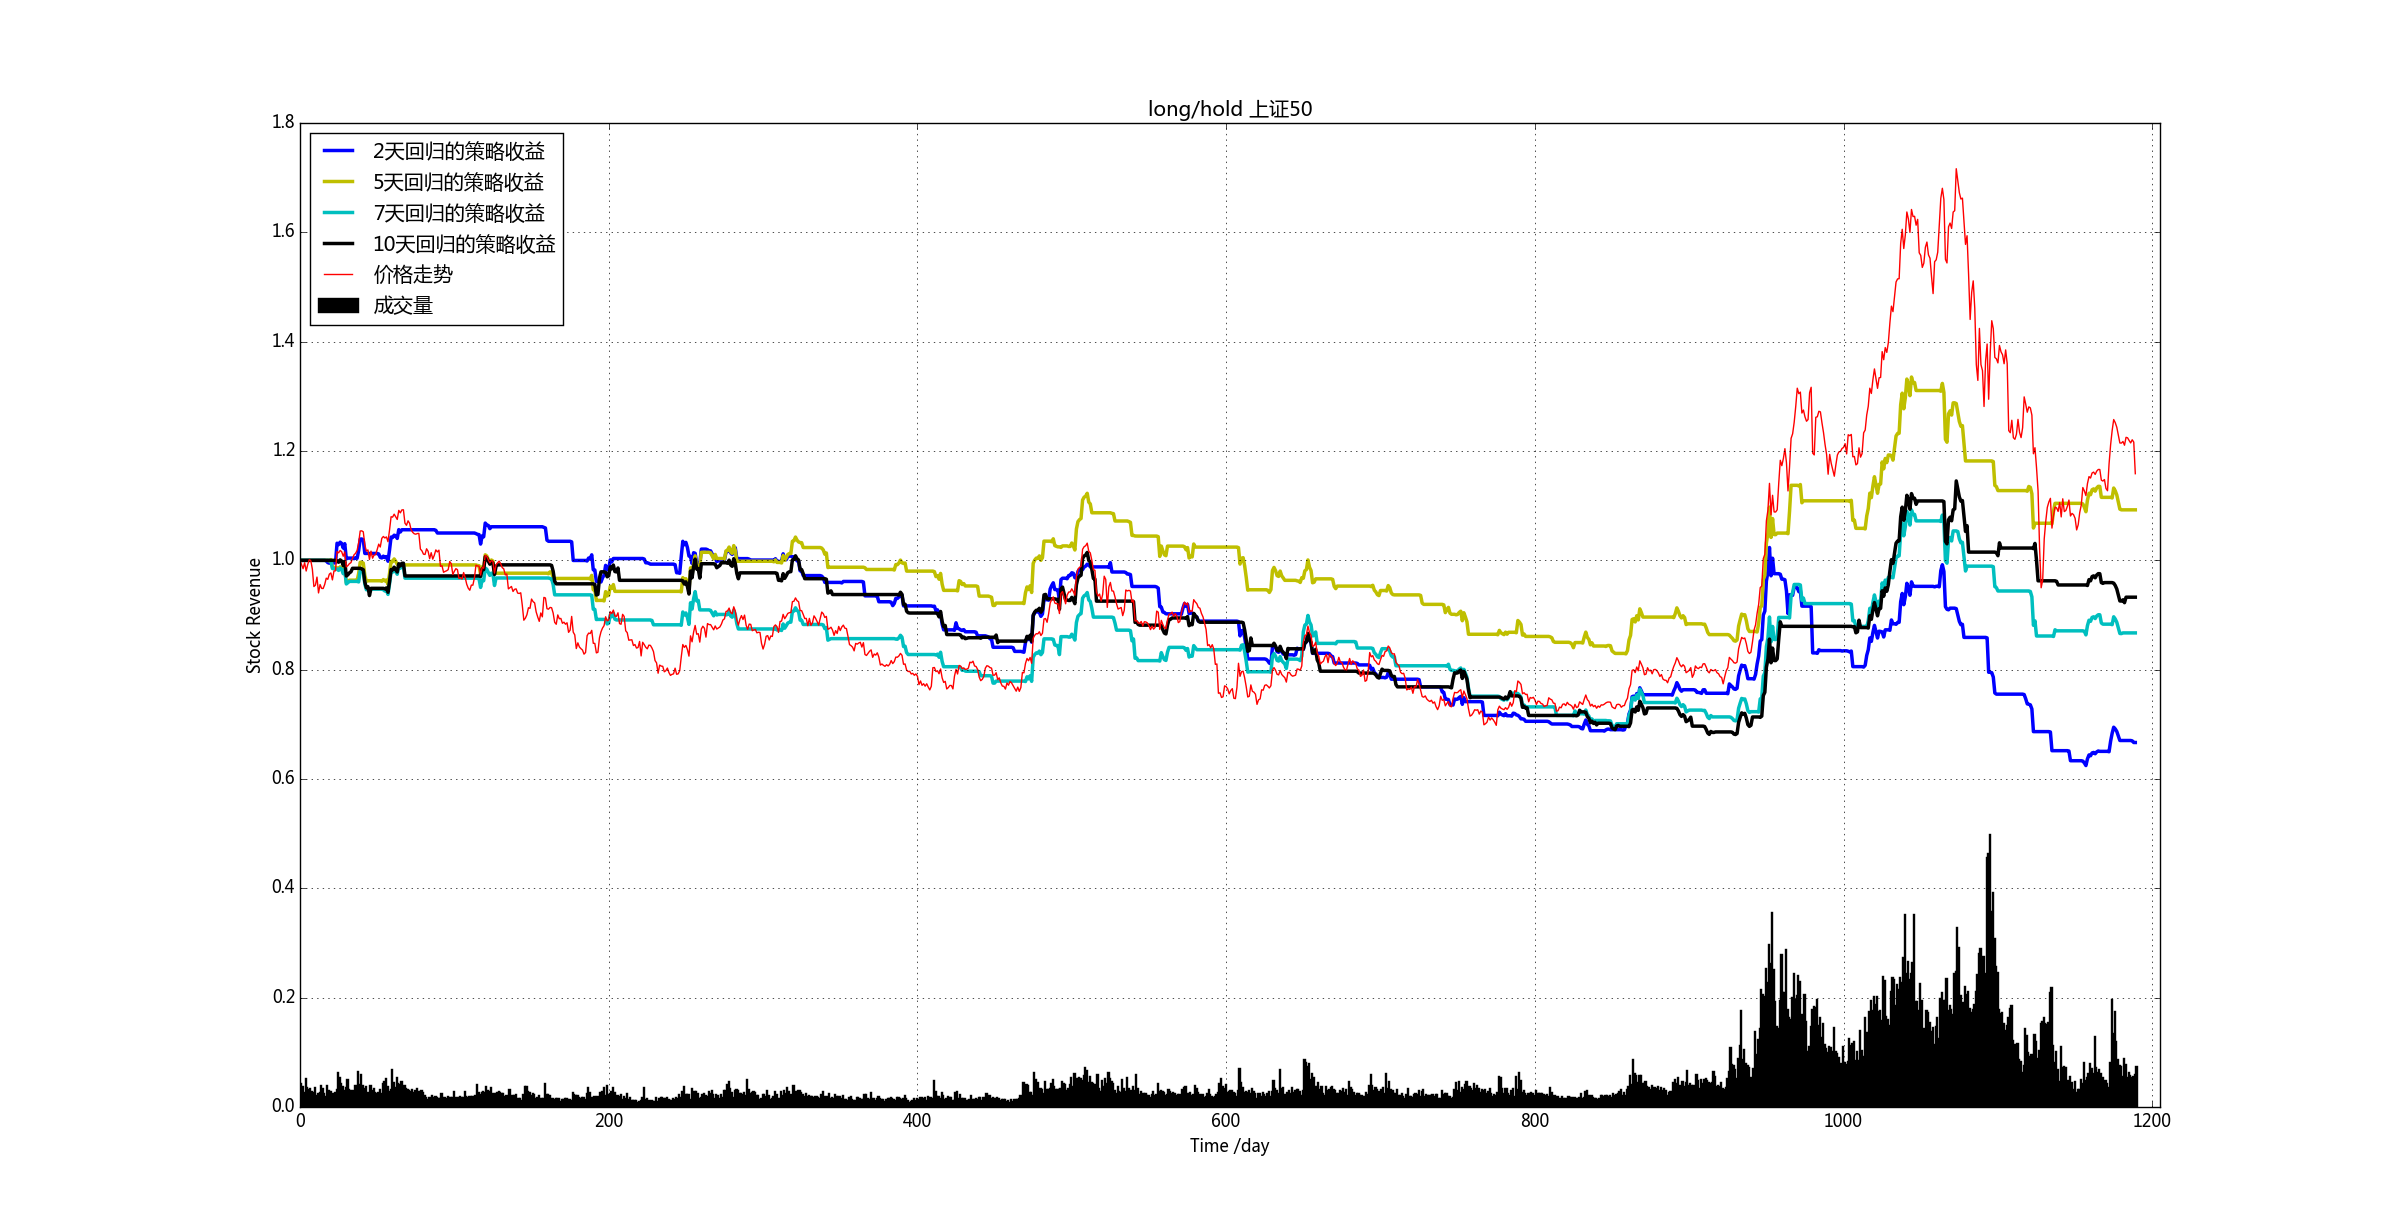 long/hold 上证50
1.8
1.6
1.4
1.2
1.0
0.8
0.6
0.4
0.2
0.0
2天回归的策略收益
5天回归的策略收益
7天回归的策略收益
10天回归的策略收益
价格走势
成交量
Stock Revenue
0
200
400
600
800
1000
1200
Time /day